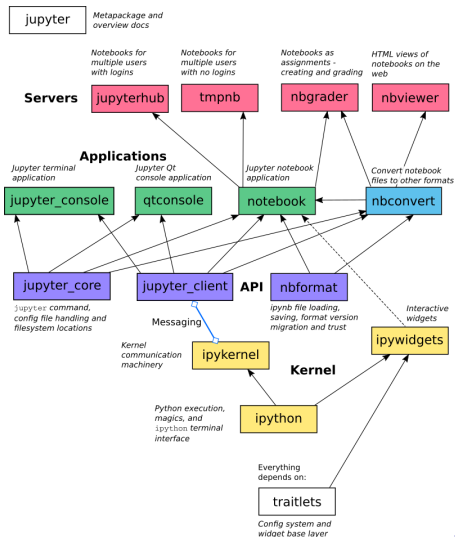 jupyter
Metapackage and
overview docs
Notebooks for
multiple users
with logins
Notebooks for
multiple users
with no logins
Notebooks as
assignments -
creating and grading
HTML views of
notebooks on the
web
Servers
jupyterhub
tmpnb
nbgrader
nbviewer
Applications
Jupyter terminal
application
Jupyter Qt
console application
Jupyter notebook
application
Convert notebook
files to other formats
jupyter_console
qtconsole
notebook
nbconvert
jupyter_core
jupyter_client
API
nbformat
jupyter command,
config file handling and
filesystem locations
ipynb file loading,
saving, format version
migration and trust
Interactive
widgets
Messaging
ipywidgets
Kernel
communication
machinery
ipykernel
Kernel
Python execution,
magics, and
ipython terminal
interface
ipython
Everything
depends on:
traitlets
Config system and
widget base layer